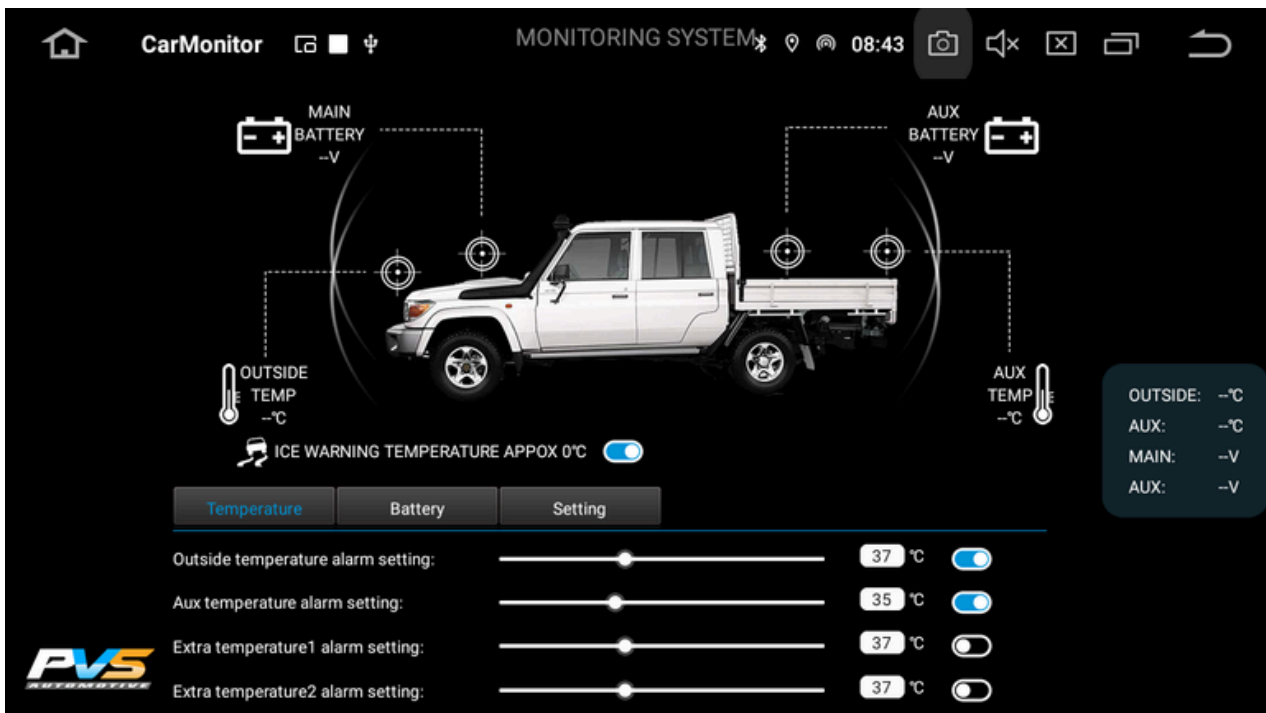 CarMonitor
MONITORING SYSTEM
08:43
MAIN
BATTERY
--V
AUX
BATTERY
--V
OUTSIDE
TEMP
--℃
AUX
TEMP
--℃
OUTSIDE: --℃
AUX: --℃
MAIN: --V
AUX: --V
ICE WARNING TEMPERATURE APPOX 0℃
Temperature Battery Setting
Outside temperature alarm setting: 37 ℃
Aux temperature alarm setting: 35 ℃
Extra temperature1 alarm setting: 37 ℃
Extra temperature2 alarm setting: 37 ℃
PVS
AUTOMOTIVE